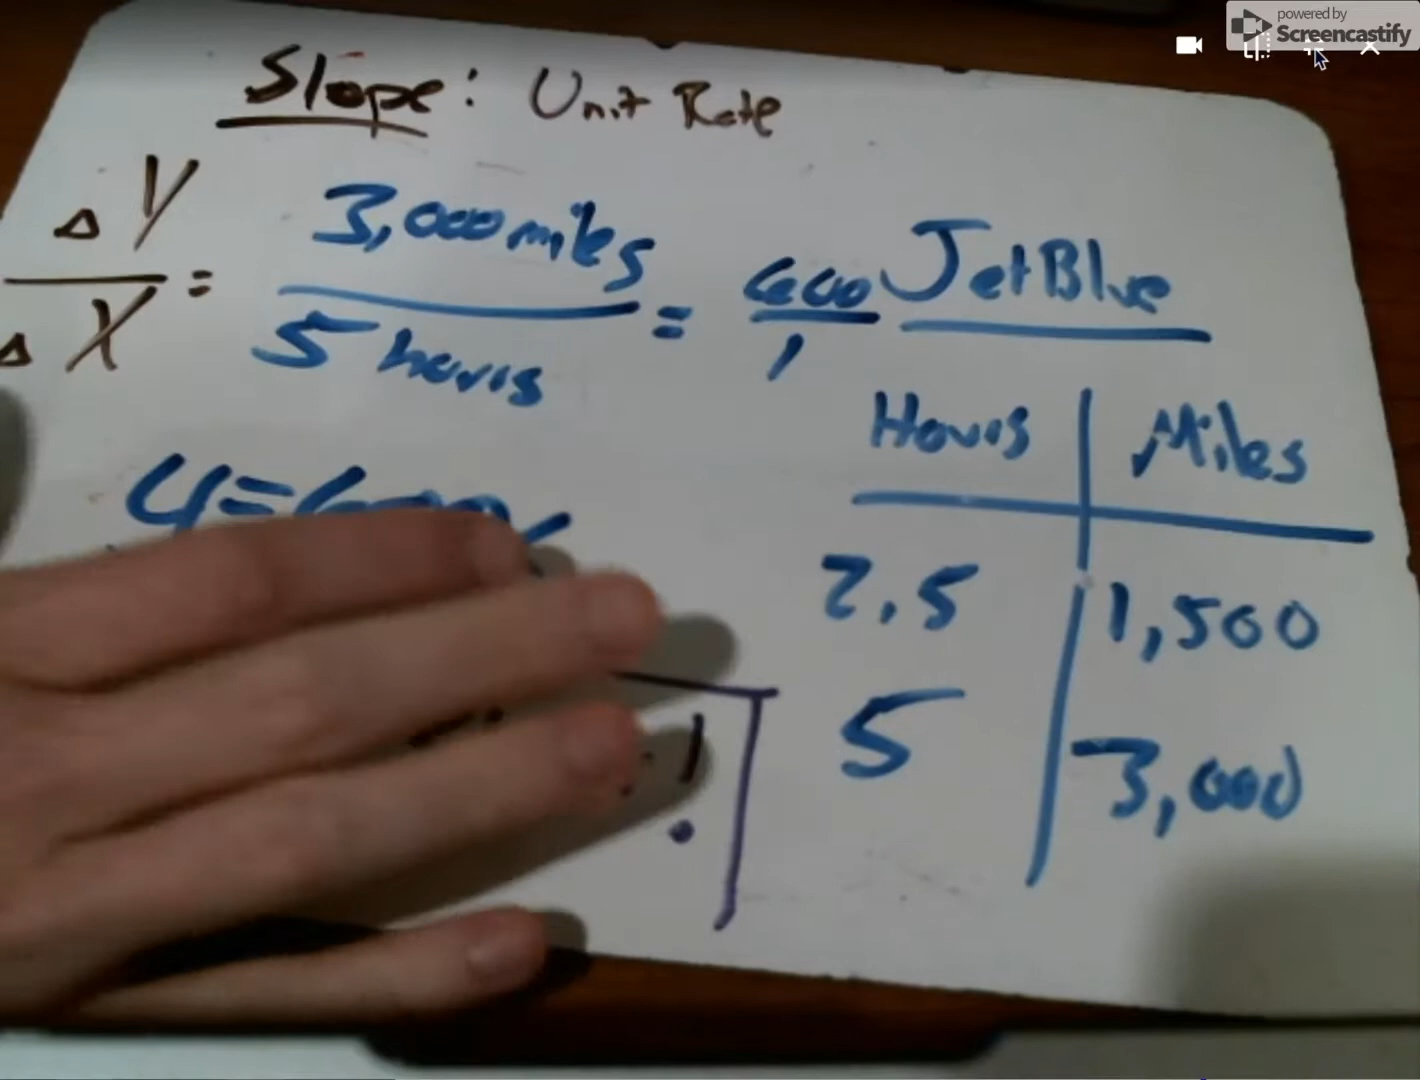 powered by
Screencastify
Slope: Unit Rate
ΔY
ΔX
=
3,000 miles
5 hours
=
600
1
JetBlue
Hours Miles
2.5 1,500
5 3,000